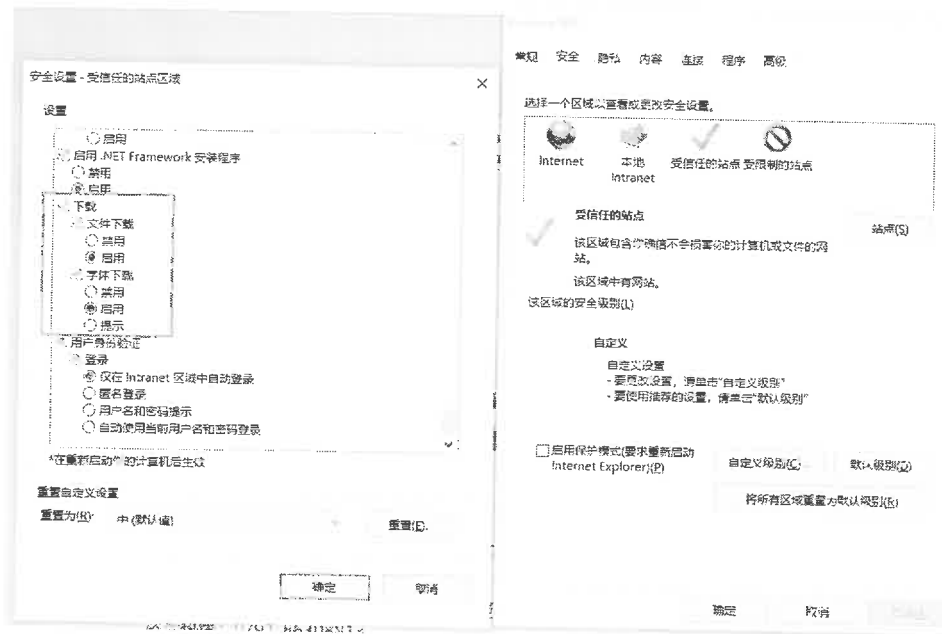 安全设置 - 受信任的站点区域
设置
启用
启用 .NET Framework 安装程序
禁用
启用
下载
文件下载
禁用
启用
字体下载
禁用
启用
提示
用户身份验证
登录
仅在 Intranet 区域中自动登录
匿名登录
用户名和密码提示
自动使用当前用户名和密码登录
*在重新启动你的计算机后生效
重置自定义设置
重置为(R):
中 (默认值)
重置(E)...
确定
取消
常规 安全 隐私 内容 连接 程序 高级
选择一个区域以查看或更改安全设置。
Internet
本地
Intranet
受信任的站点
受限制的站点
受信任的站点
站点(S)
该区域包含你确信不会损害你的计算机或文件的网
站。
该区域中有网站。
该区域的安全级别(L)
自定义
自定义设置
- 要更改设置，请单击"自定义级别"
- 要使用推荐的设置，请单击"默认级别"
启用保护模式(要求重新启动
Internet Explorer)(P)
自定义级别(C)...
默认级别(D)
将所有区域重置为默认级别(R)
确定
取消